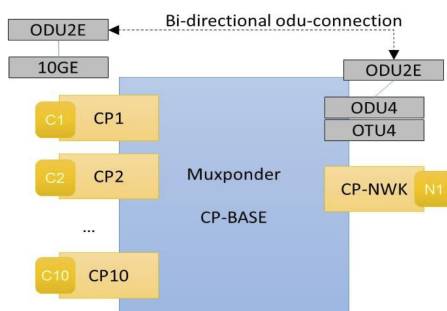 Bi-directional odu-connection
ODU2E
ODU2E
10GE
ODU4
OTU4
C1
CP1
C2
CP2
Muxponder
CP-NWK
N1
CP-BASE
...
C10
CP10